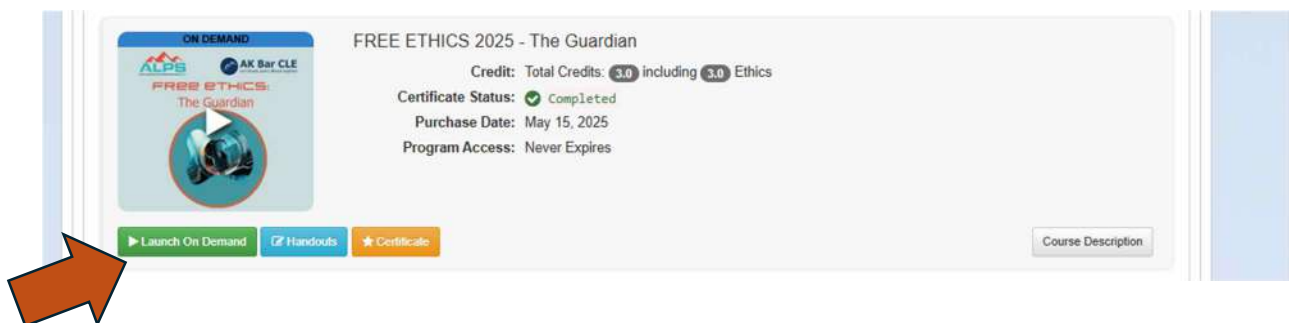 ON DEMAND
ALPS
AK Bar CLE
FREE ETHICS:
The Guardian
FREE ETHICS 2025 - The Guardian
Credit: Total Credits: 3.0 including 3.0 Ethics
Certificate Status: Completed
Purchase Date: May 15, 2025
Program Access: Never Expires
Launch On Demand
Handouts
Certificate
Course Description